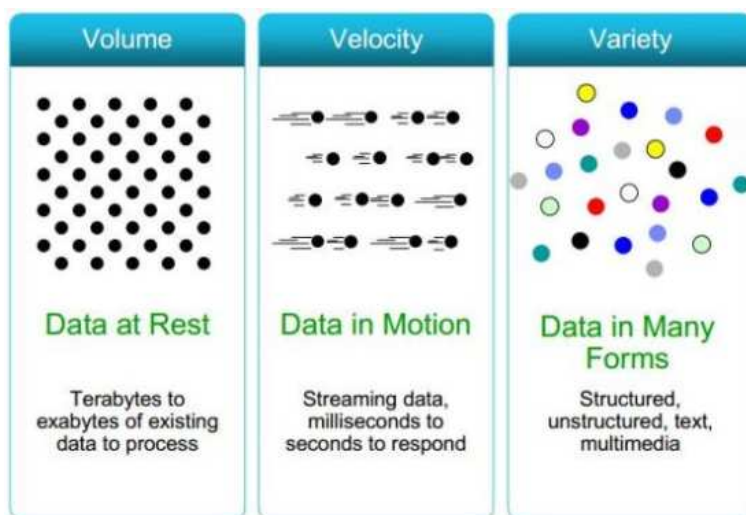 Volume
Data at Rest
Terabytes to
exabytes of existing
data to process
Velocity
Data in Motion
Streaming data,
milliseconds to
seconds to respond
Variety
Data in Many
Forms
Structured,
unstructured, text,
multimedia